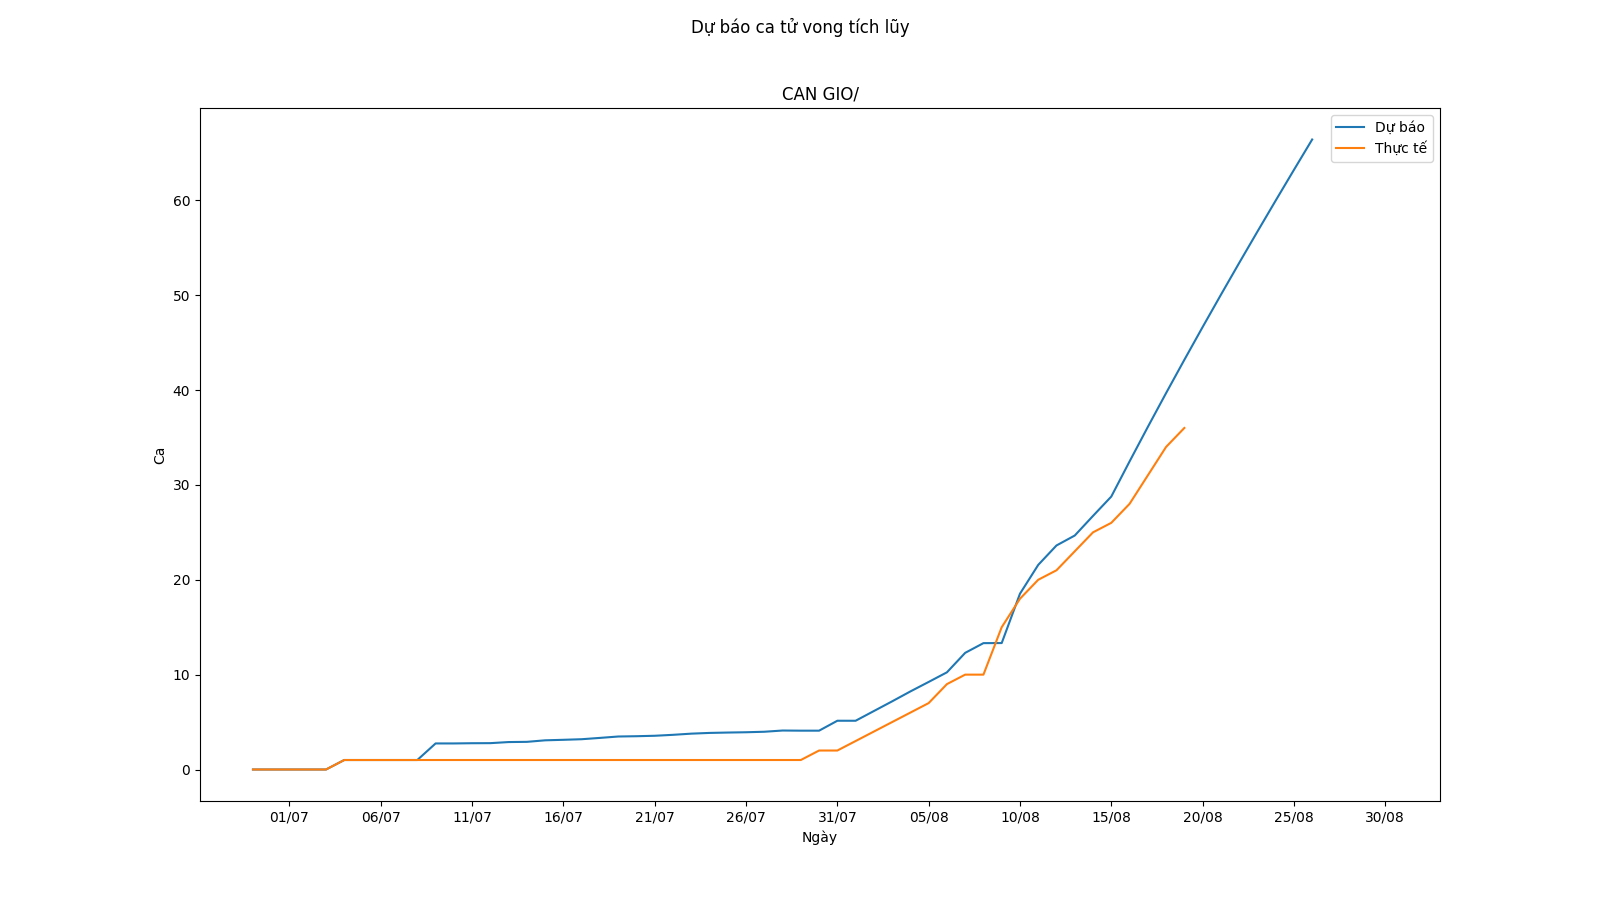 Dự báo ca tử vong tích lũy
CAN GIO/
Dự báo
Thực tế
60
50
40
30
20
10
0
Ca
01/07 06/07 11/07 16/07 21/07 26/07 31/07 05/08 10/08 15/08 20/08 25/08 30/08
Ngày